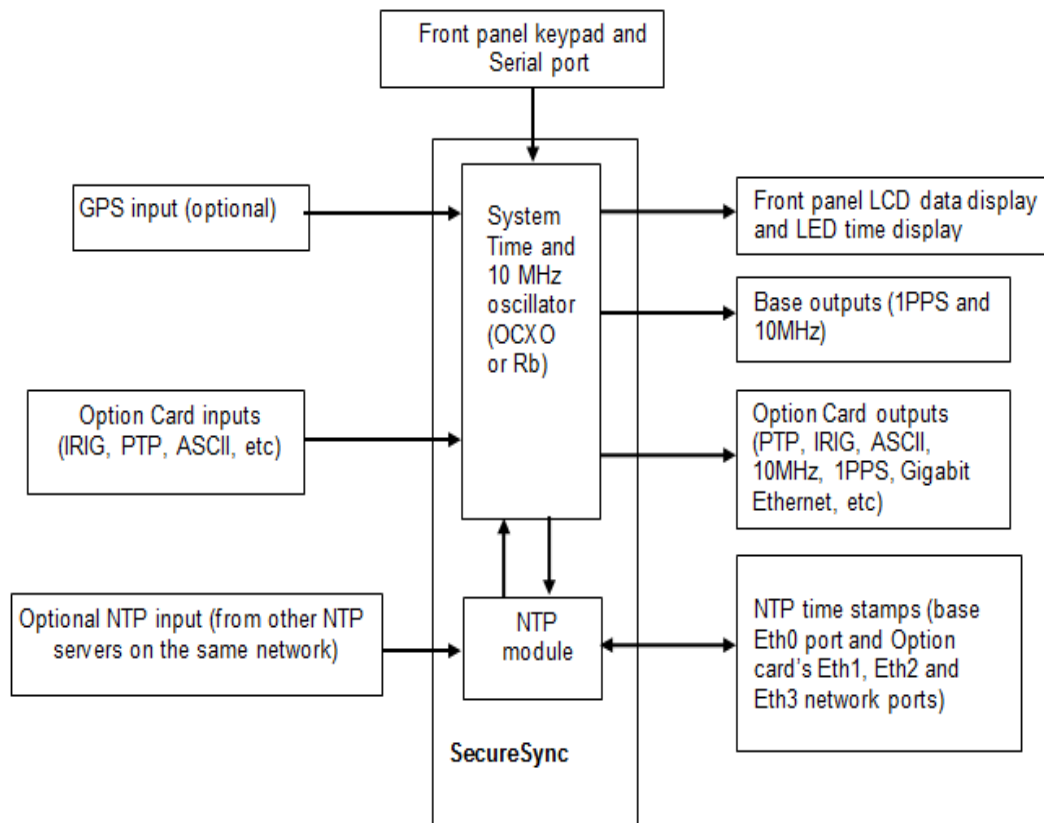 Front panel keypad and
Serial port
GPS input (optional)
System
Time and
10 MHz
oscillator
(OCXO
or Rb)
Front panel LCD data display
and LED time display
Base outputs (1PPS and
10MHz)
Option Card inputs
(IRIG, PTP, ASCII, etc)
Option Card outputs
(PTP, IRIG, ASCII,
10MHz, 1PPS, Gigabit
Ethernet, etc)
Optional NTP input (from other NTP
servers on the same network)
NTP
module
NTP time stamps (base
Eth0 port and Option
card's Eth1, Eth2 and
Eth3 network ports)
SecureSync